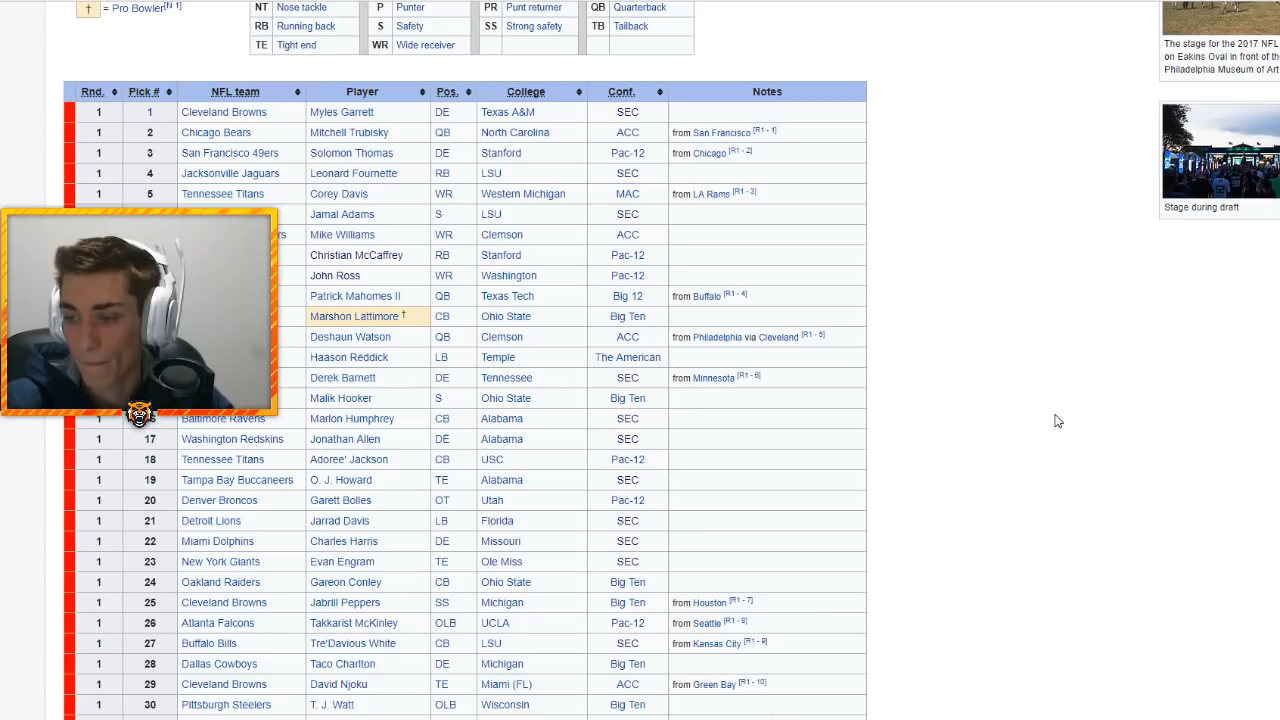 † = Pro Bowler[N 1]
NT Nose tackle P Punter PR Punt returner QB Quarterback
RB Running back S Safety SS Strong safety TB Tailback
TE Tight end WR Wide receiver
The stage for the 2017 NFL
on Eakins Oval in front of the
Philadelphia Museum of Art
Rnd. Pick # NFL team Player Pos. College Conf. Notes
1 1 Cleveland Browns Myles Garrett DE Texas A&M SEC
1 2 Chicago Bears Mitchell Trubisky QB North Carolina ACC from San Francisco [R1 - 1]
1 3 San Francisco 49ers Solomon Thomas DE Stanford Pac-12 from Chicago [R1 - 2]
1 4 Jacksonville Jaguars Leonard Fournette RB LSU SEC
1 5 Tennessee Titans Corey Davis WR Western Michigan MAC from LA Rams [R1 - 3]
Stage during draft
Jamal Adams S LSU SEC
rs Mike Williams WR Clemson ACC
Christian McCaffrey RB Stanford Pac-12
John Ross WR Washington Pac-12
Patrick Mahomes II QB Texas Tech Big 12 from Buffalo [R1 - 4]
Marshon Lattimore † CB Ohio State Big Ten
Deshaun Watson QB Clemson ACC from Philadelphia via Cleveland [R1 - 5]
Haason Reddick LB Temple The American
Derek Barnett DE Tennessee SEC from Minnesota [R1 - 6]
Malik Hooker S Ohio State Big Ten
1 6 Baltimore Ravens Marlon Humphrey CB Alabama SEC
1 17 Washington Redskins Jonathan Allen DE Alabama SEC
1 18 Tennessee Titans Adoree' Jackson CB USC Pac-12
1 19 Tampa Bay Buccaneers O. J. Howard TE Alabama SEC
1 20 Denver Broncos Garett Bolles OT Utah Pac-12
1 21 Detroit Lions Jarrad Davis LB Florida SEC
1 22 Miami Dolphins Charles Harris DE Missouri SEC
1 23 New York Giants Evan Engram TE Ole Miss SEC
1 24 Oakland Raiders Gareon Conley CB Ohio State Big Ten
1 25 Cleveland Browns Jabrill Peppers SS Michigan Big Ten from Houston [R1 - 7]
1 26 Atlanta Falcons Takkarist McKinley OLB UCLA Pac-12 from Seattle [R1 - 8]
1 27 Buffalo Bills Tre'Davious White CB LSU SEC from Kansas City [R1 - 9]
1 28 Dallas Cowboys Taco Charlton DE Michigan Big Ten
1 29 Cleveland Browns David Njoku TE Miami (FL) ACC from Green Bay [R1 - 10]
1 30 Pittsburgh Steelers T. J. Watt OLB Wisconsin Big Ten